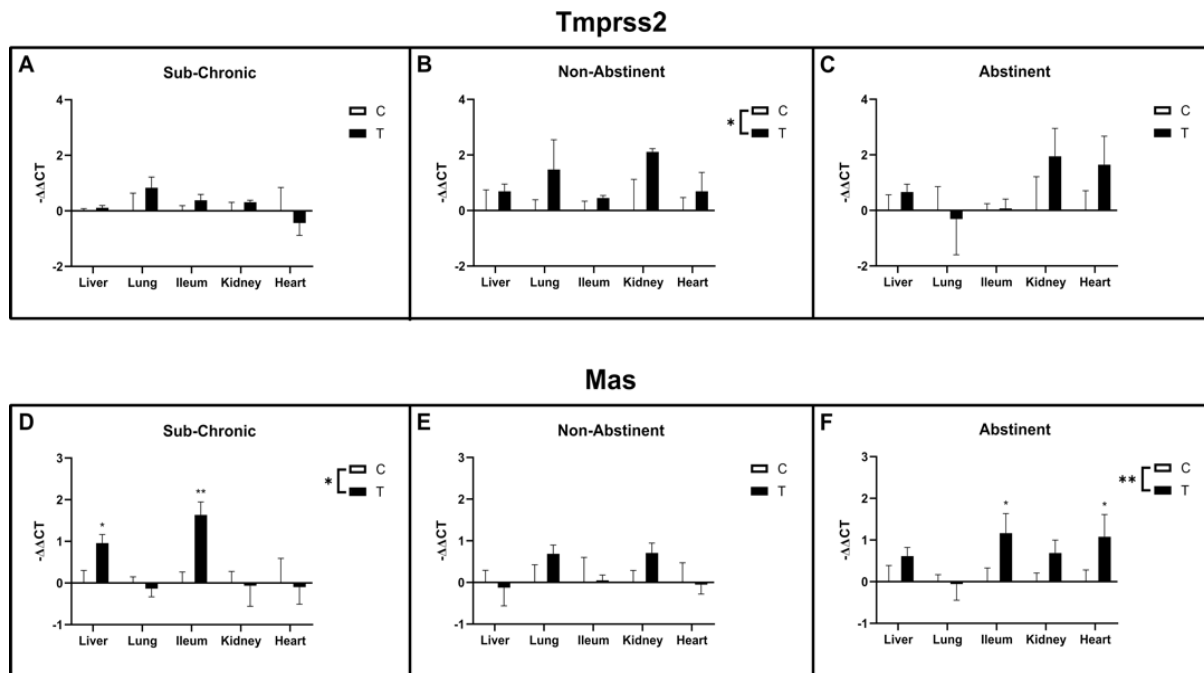 Tmprss2
A
Sub-Chronic
-ΔΔCT
4
2
0
-2
Liver Lung Ileum Kidney Heart
C
T
B
Non-Abstinent
-ΔΔCT
4
2
0
-2
Liver Lung Ileum Kidney Heart
*
C
T
C
Abstinent
-ΔΔCT
4
2
0
-2
Liver Lung Ileum Kidney Heart
C
T
Mas
D
Sub-Chronic
-ΔΔCT
3
2
1
0
-1
* **
Liver Lung Ileum Kidney Heart
*
C
T
E
Non-Abstinent
-ΔΔCT
3
2
1
0
-1
Liver Lung Ileum Kidney Heart
C
T
F
Abstinent
-ΔΔCT
3
2
1
0
-1
* *
Liver Lung Ileum Kidney Heart
**
C
T